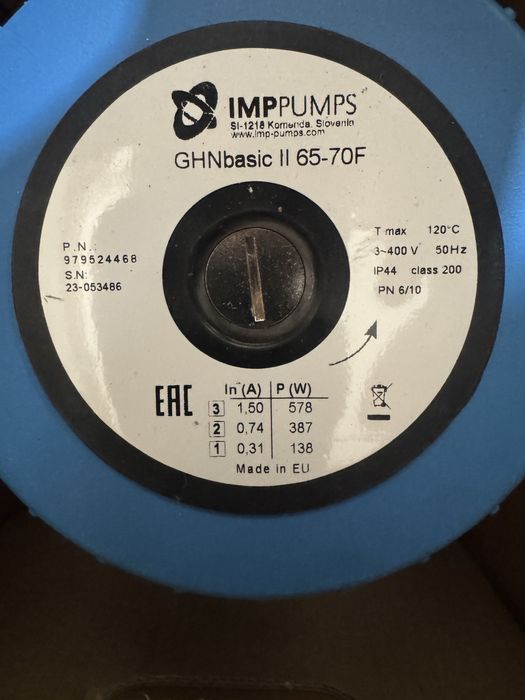 IMPPUMPS
SI-1218 Komenda, Slovenia
www.imp-pumps.com
GHNbasic II 65-70F
P.N.:
979524468
S.N:
23-053486
T max 120°C
3~400 V 50Hz
IP44 class 200
PN 6/10
EAC
In (A) P (W)
3 1,50 578
2 0,74 387
1 0,31 138
Made in EU